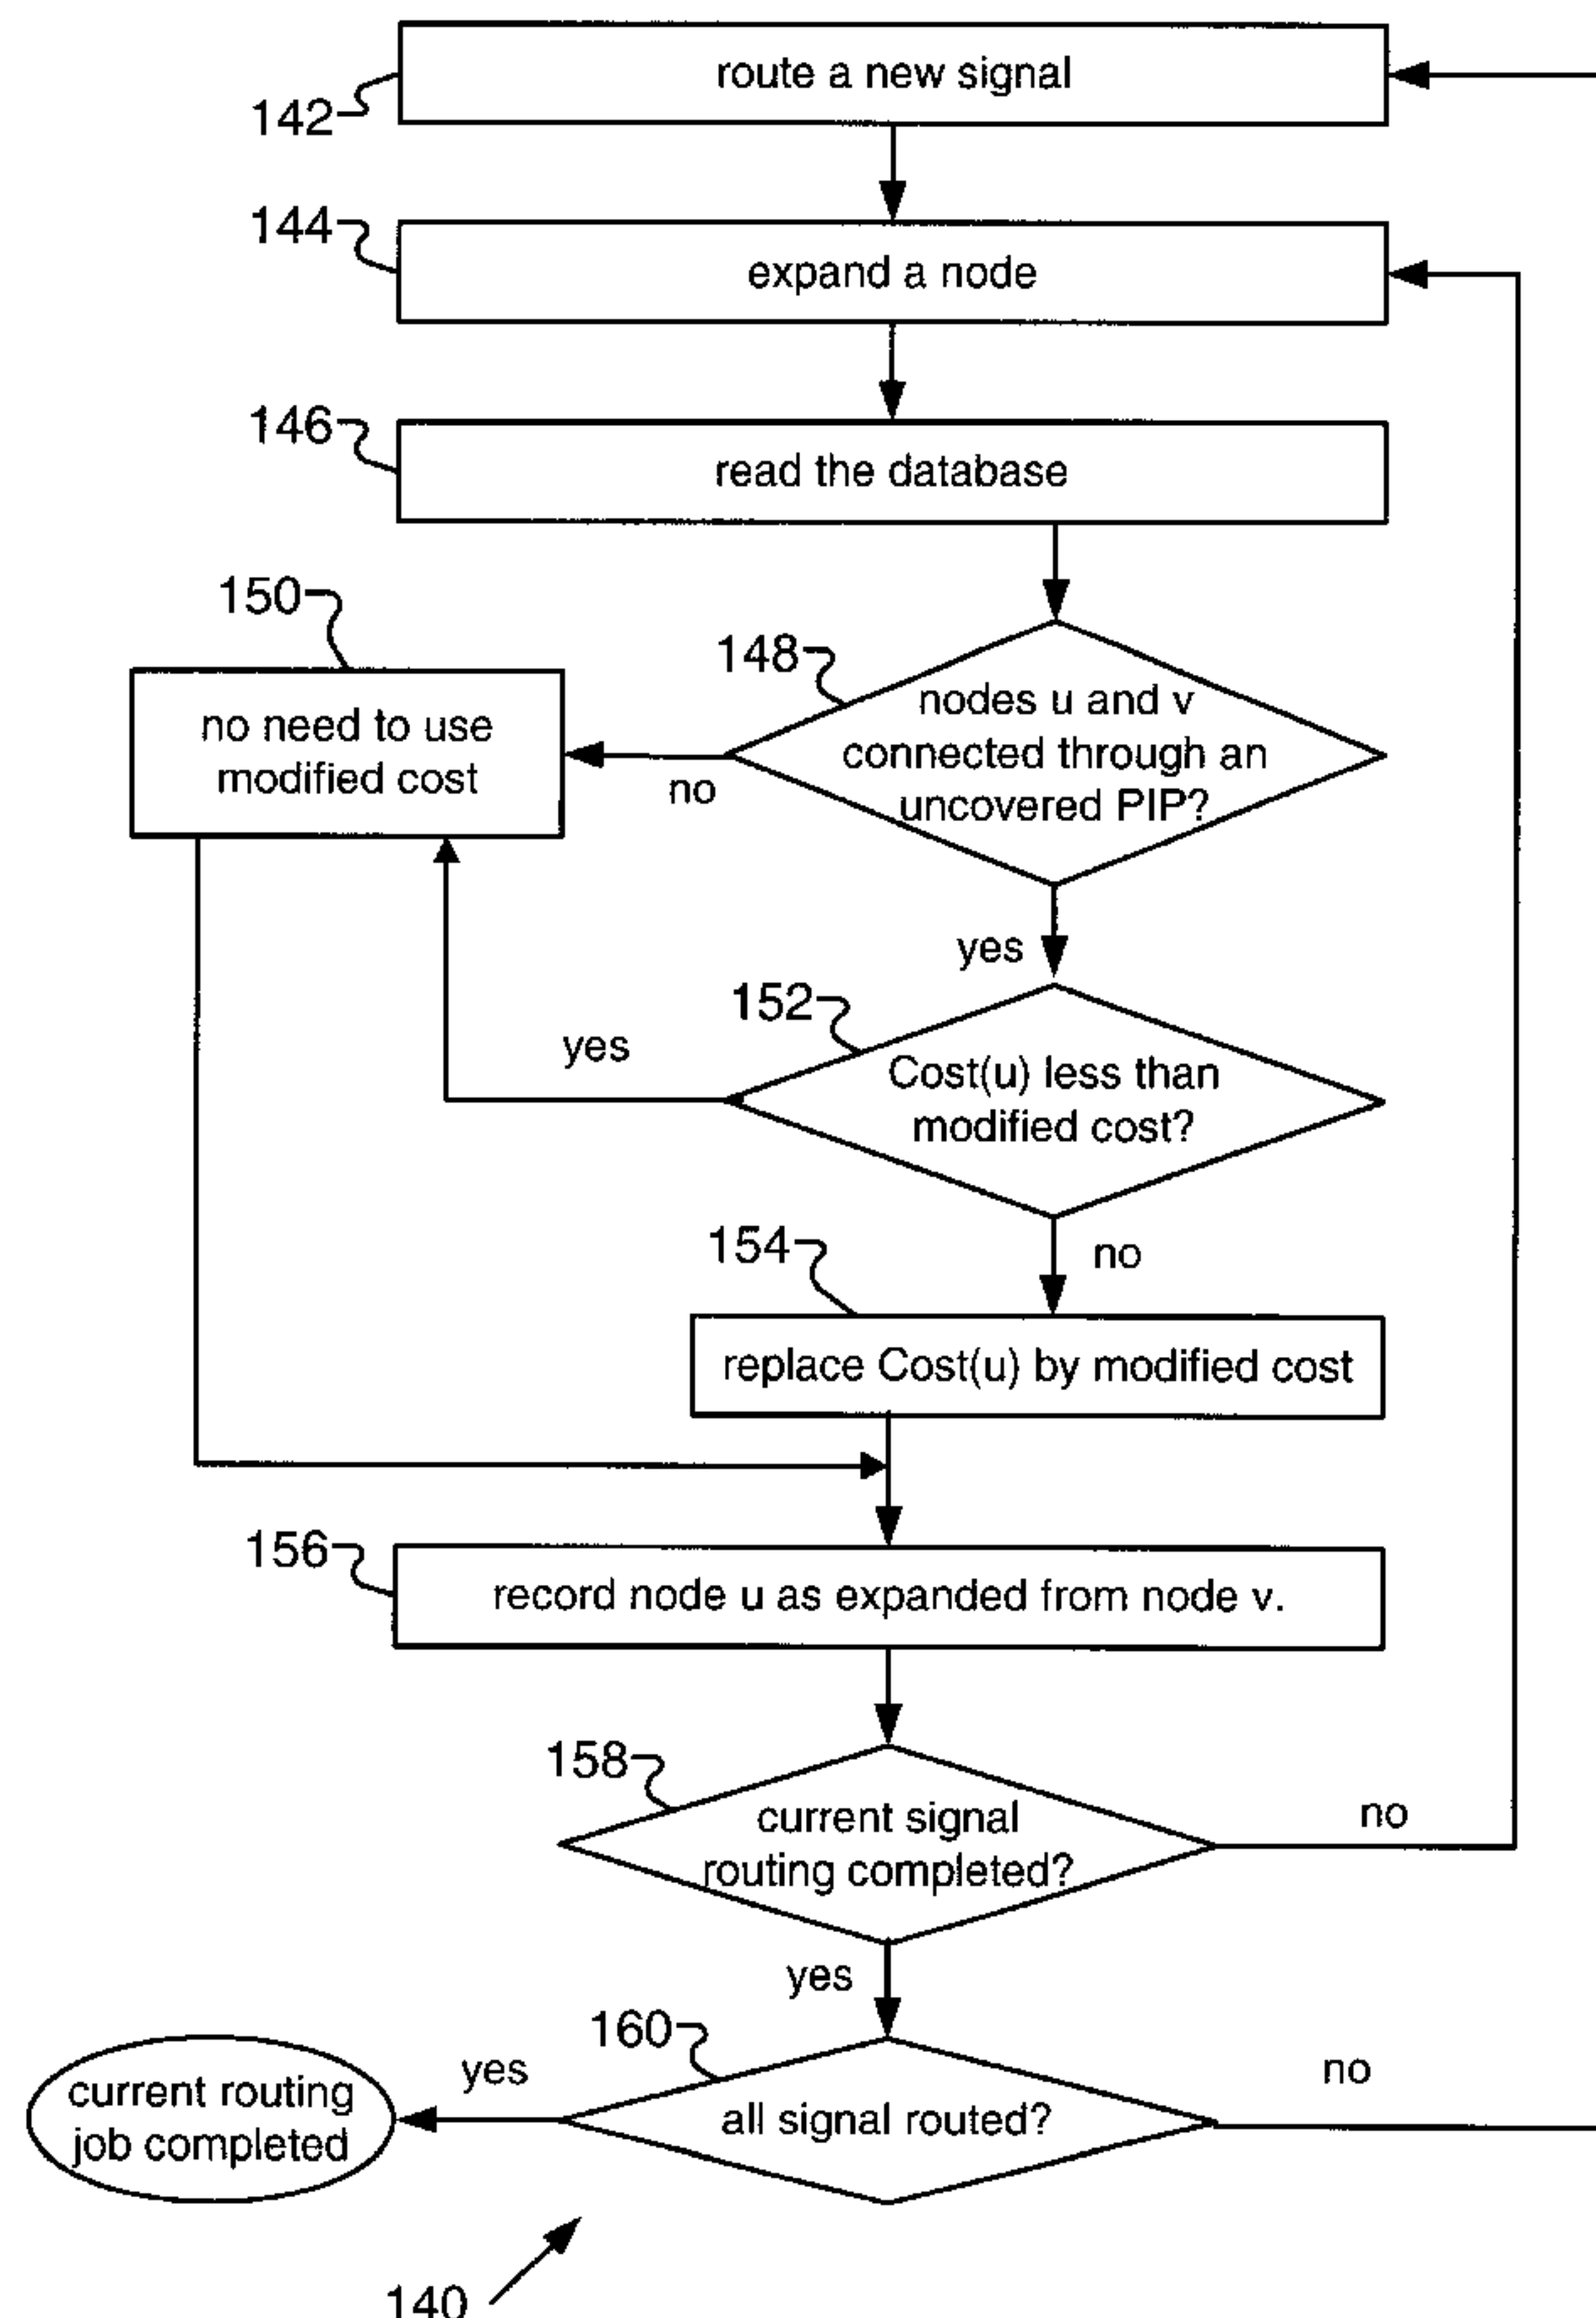 route a new signal
142
144
expand a node
146
read the database
150
148
no need to use
modified cost
nodes u and v
connected through an
uncovered PIP?
no
yes
152
yes
Cost(u) less than
modified cost?
154
no
replace Cost(u) by modified cost
156
record node u as expanded from node v.
158
current signal
routing completed?
no
yes
160
yes
no
current routing
job completed
all signal routed?
140